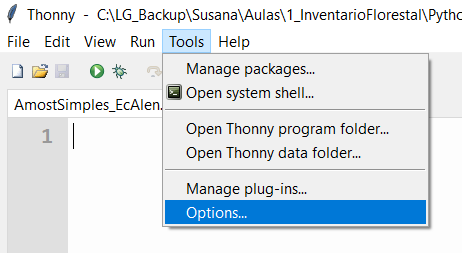 Thonny - C:\LG_Backup\Susana\Aulas\1_InventarioFlorestal\Pytho
File Edit View Run Tools Help
Manage packages...
Open system shell...
AmostSimples_EcAlen.
Open Thonny program folder...
1
Open Thonny data folder...
Manage plug-ins...
Options...